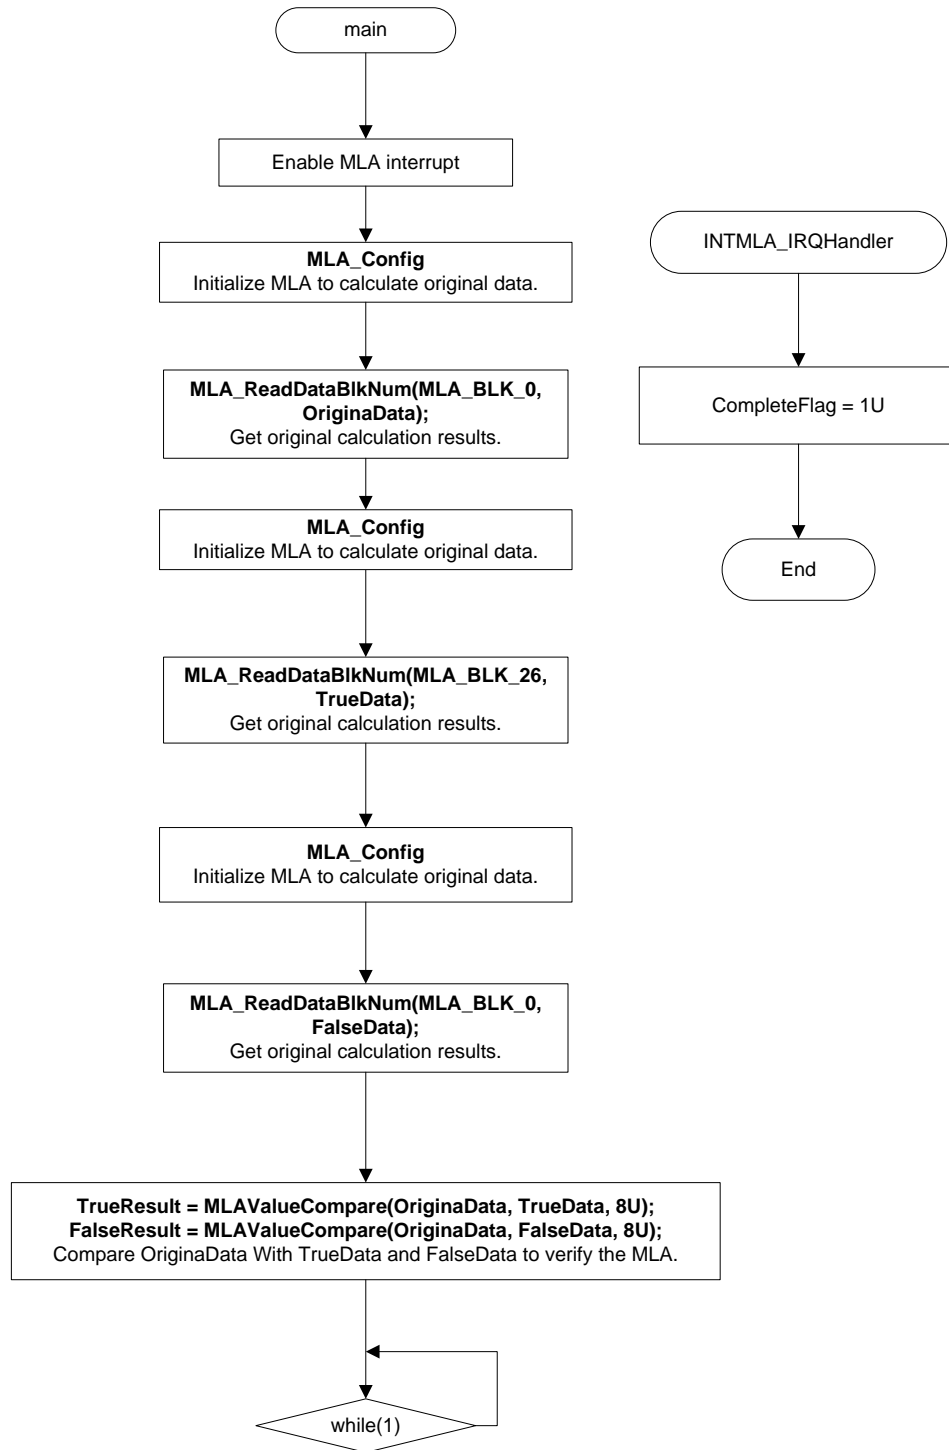 main
Enable MLA interrupt
MLA_Config
Initialize MLA to calculate original data.
MLA_ReadDataBlkNum(MLA_BLK_0,
OriginaData);
Get original calculation results.
MLA_Config
Initialize MLA to calculate original data.
MLA_ReadDataBlkNum(MLA_BLK_26,
TrueData);
Get original calculation results.
MLA_Config
Initialize MLA to calculate original data.
MLA_ReadDataBlkNum(MLA_BLK_0,
FalseData);
Get original calculation results.
TrueResult = MLAValueCompare(OriginaData, TrueData, 8U);
FalseResult = MLAValueCompare(OriginaData, FalseData, 8U);
Compare OriginaData With TrueData and FalseData to verify the MLA.
while(1)
INTMLA_IRQHandler
CompleteFlag = 1U
End